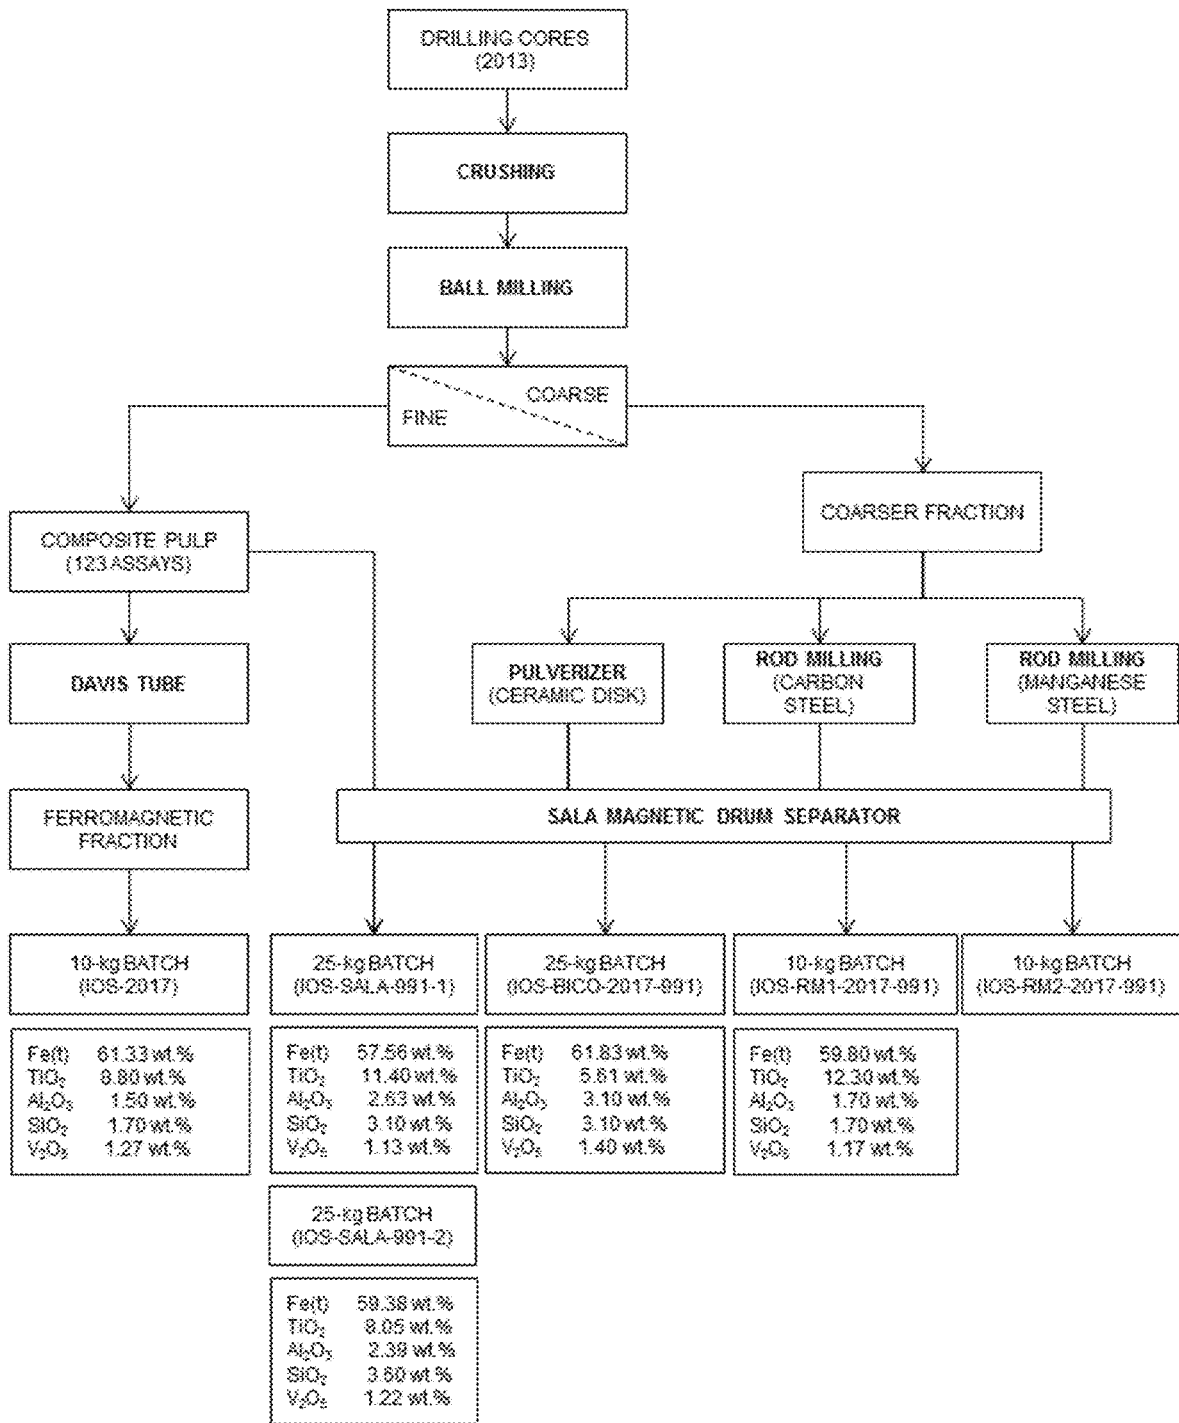 DRILLING CORES
(2013)
CRUSHING
BALL MILLING
COARSE
FINE
COARSER FRACTION
COMPOSITE PULP
(123 ASSAYS)
PULVERIZER
(CERAMIC DISK)
ROD MILLING
(CARBON
STEEL)
ROD MILLING
(MANGANESE
STEEL)
DAVIS TUBE
FERROMAGNETIC
FRACTION
SALA MAGNETIC DRUM SEPARATOR
10-kg BATCH
(IOS-2017)
25-kg BATCH
(IOS-SALA-991-1)
25-kg BATCH
(IOS-BICO-2017-991)
10-kg BATCH
(IOS-RM1-2017-991)
10-kg BATCH
(IOS-RM2-2017-991)
Fe(t) 61.33 wt.%
TiO₂ 8.80 wt.%
Al₂O₃ 1.50 wt.%
SiO₂ 1.70 wt.%
V₂O₅ 1.27 wt.%
Fe(t) 57.56 wt.%
TiO₂ 11.40 wt.%
Al₂O₃ 2.63 wt.%
SiO₂ 3.10 wt.%
V₂O₅ 1.13 wt.%
Fe(t) 61.83 wt.%
TiO₂ 5.61 wt.%
Al₂O₃ 3.10 wt.%
SiO₂ 3.10 wt.%
V₂O₅ 1.40 wt.%
Fe(t) 59.80 wt.%
TiO₂ 12.30 wt.%
Al₂O₃ 1.70 wt.%
SiO₂ 1.70 wt.%
V₂O₅ 1.17 wt.%
25-kg BATCH
(IOS-SALA-991-2)
Fe(t) 59.38 wt.%
TiO₂ 8.05 wt.%
Al₂O₃ 2.39 wt.%
SiO₂ 3.60 wt.%
V₂O₅ 1.22 wt.%